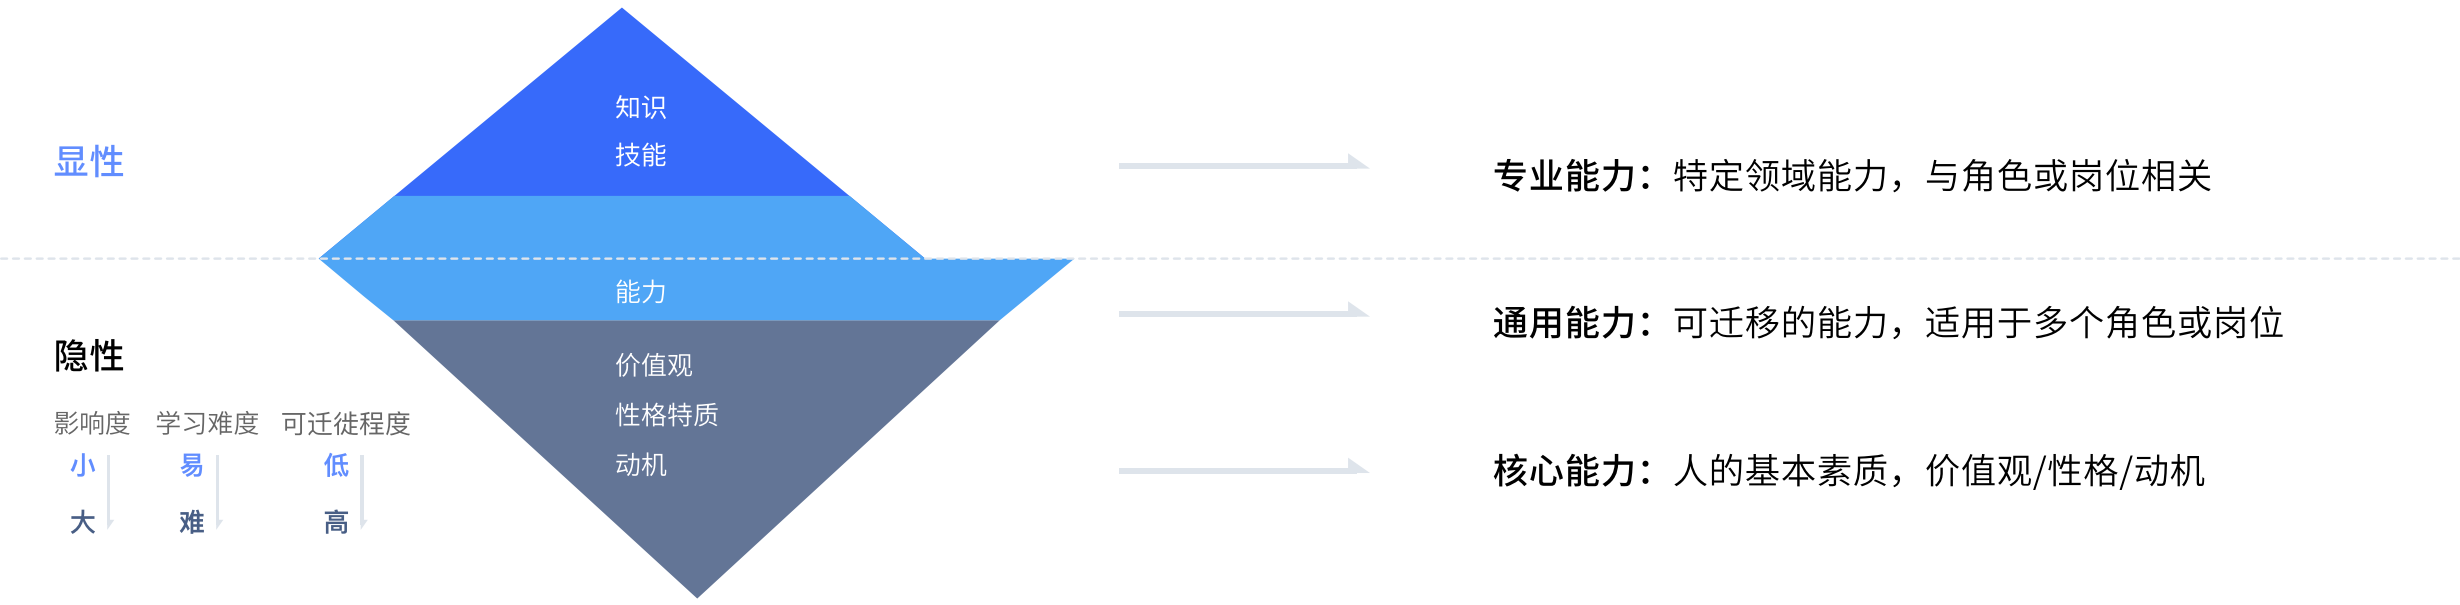 显性
知识
技能
专业能力：特定领域能力，与角色或岗位相关
能力
通用能力：可迁移的能力，适用于多个角色或岗位
隐性
价值观
性格特质
动机
核心能力：人的基本素质，价值观/性格/动机
影响度 学习难度 可迁徙程度
小 易 低
大 难 高